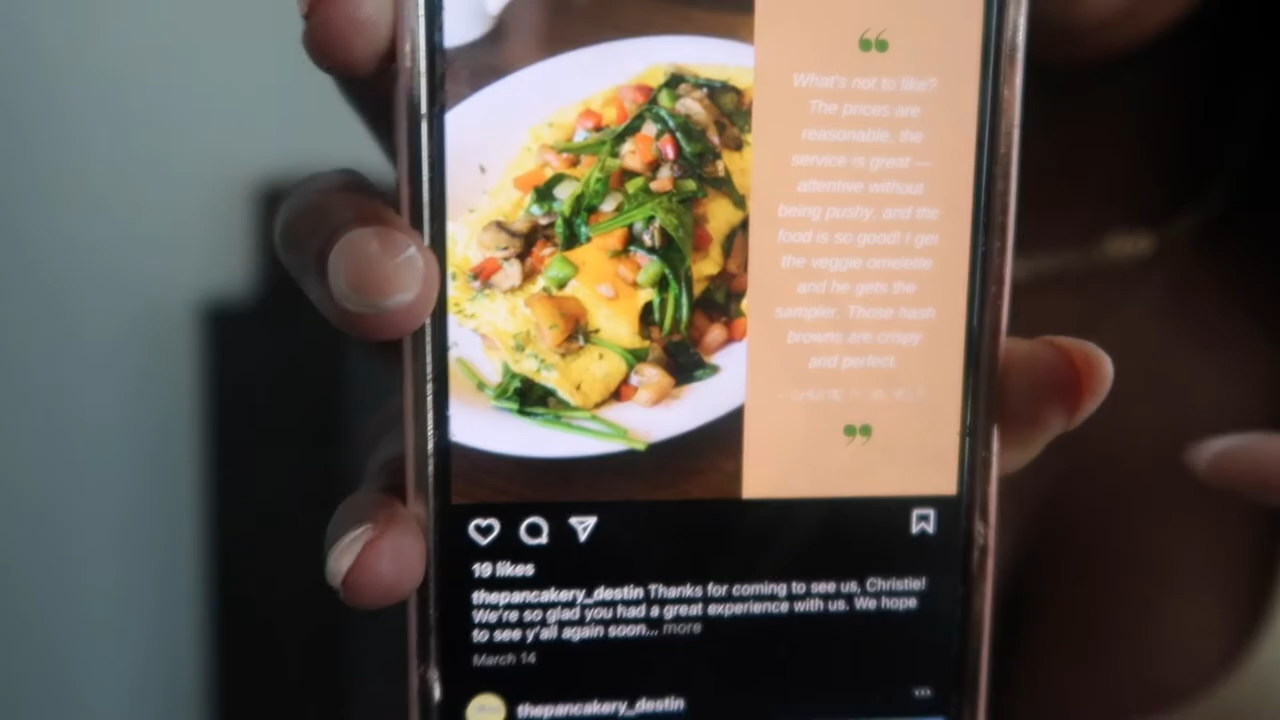 “
What's not to like?
The prices are
reasonable, the
service is great —
attentive without
being pushy, and the
food is so good! I get
the veggie omelette
and he gets the
sampler. Those hash
browns are crispy
and perfect.
”
19 likes
thepancakery_destin Thanks for coming to see us, Christie!
We're so glad you had a great experience with us. We hope
to see y'all again soon... more
March 14
thepancakery_destin